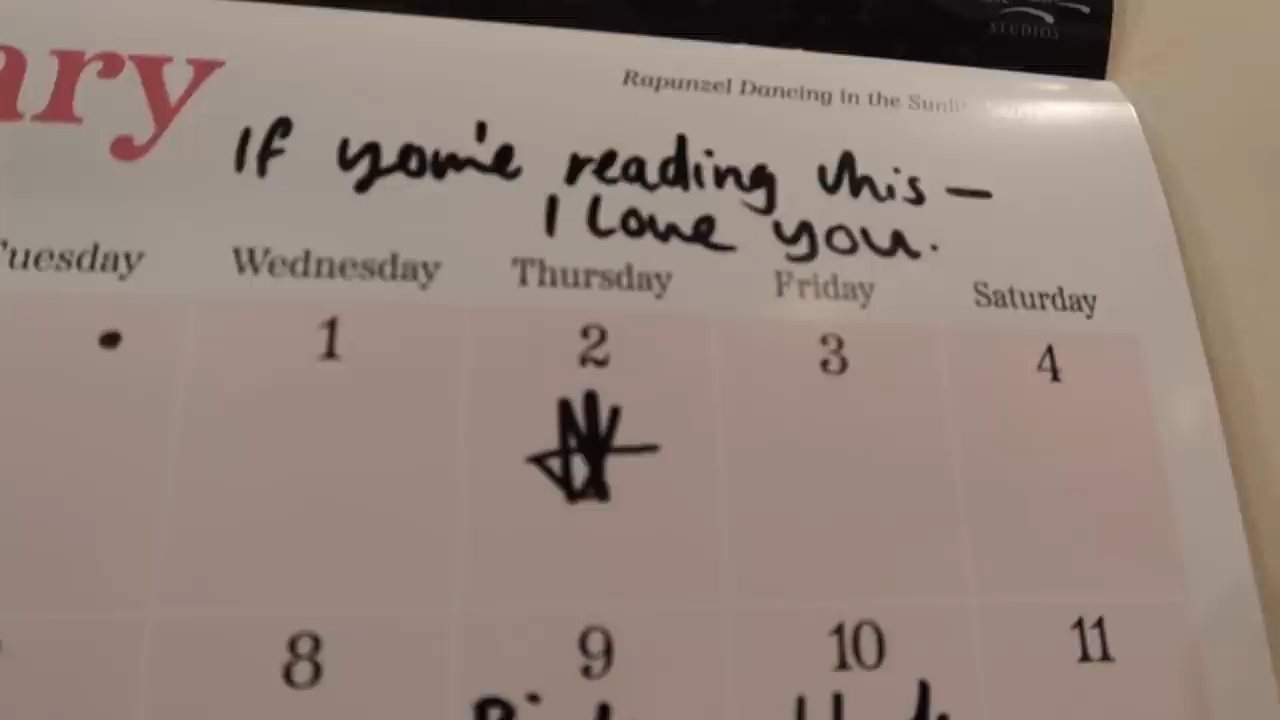 STUDIOS
ary
Rapunzel Dancing in the
If you're reading this —
I love you.
Tuesday Wednesday Thursday Friday Saturday
1 2 3 4
8 9 10 11